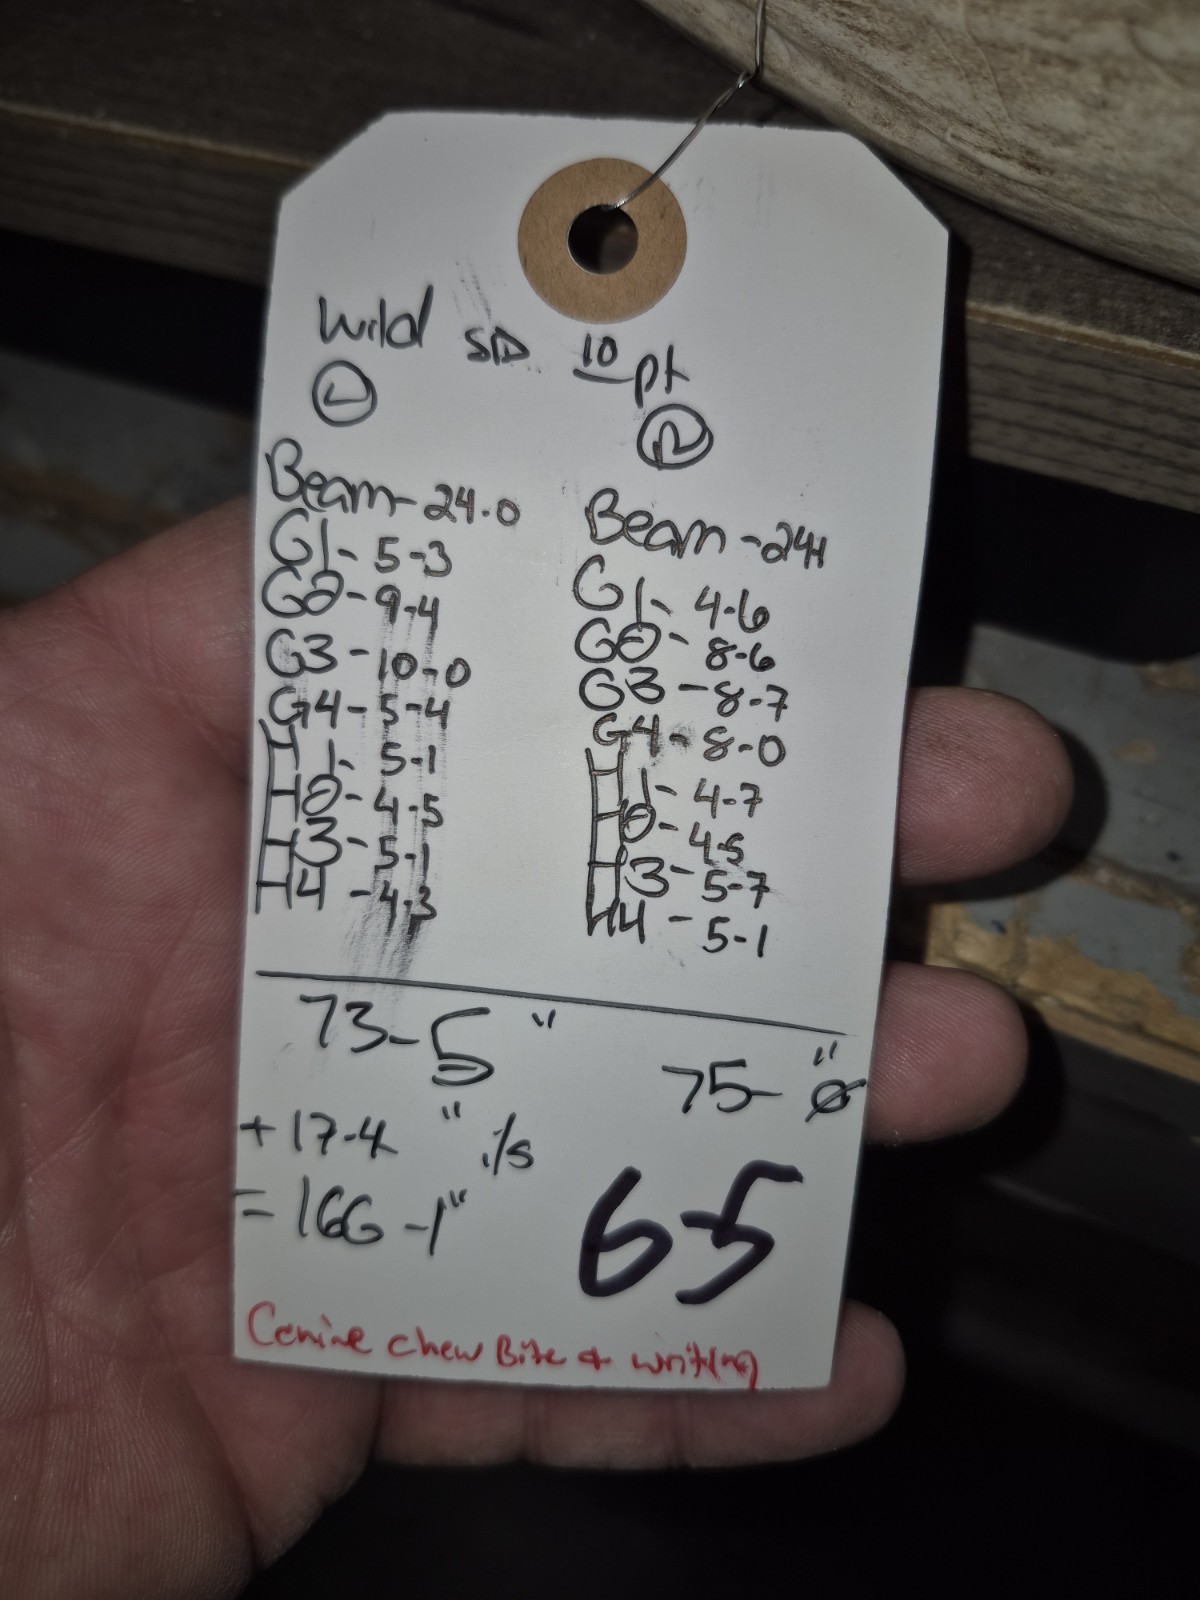 Wild SD 10 pt
L
Beam - 24.0
G1 - 5-3
G2 - 9-4
G3 - 10-0
G4 - 5-4
H1 - 5-1
H2 - 4-5
H3 - 5-1
H4 - 4-3
73-5"
+ 17-4" i/s
= 166-1"
R
Beam - 24-1
G1 - 4-6
G2 - 8-6
G3 - 8-7
G4 - 8-0
H1 - 4-7
H2 - 4-5
H3 - 5-7
H4 - 5-1
75-0"
65
Canine chew Bite & writing